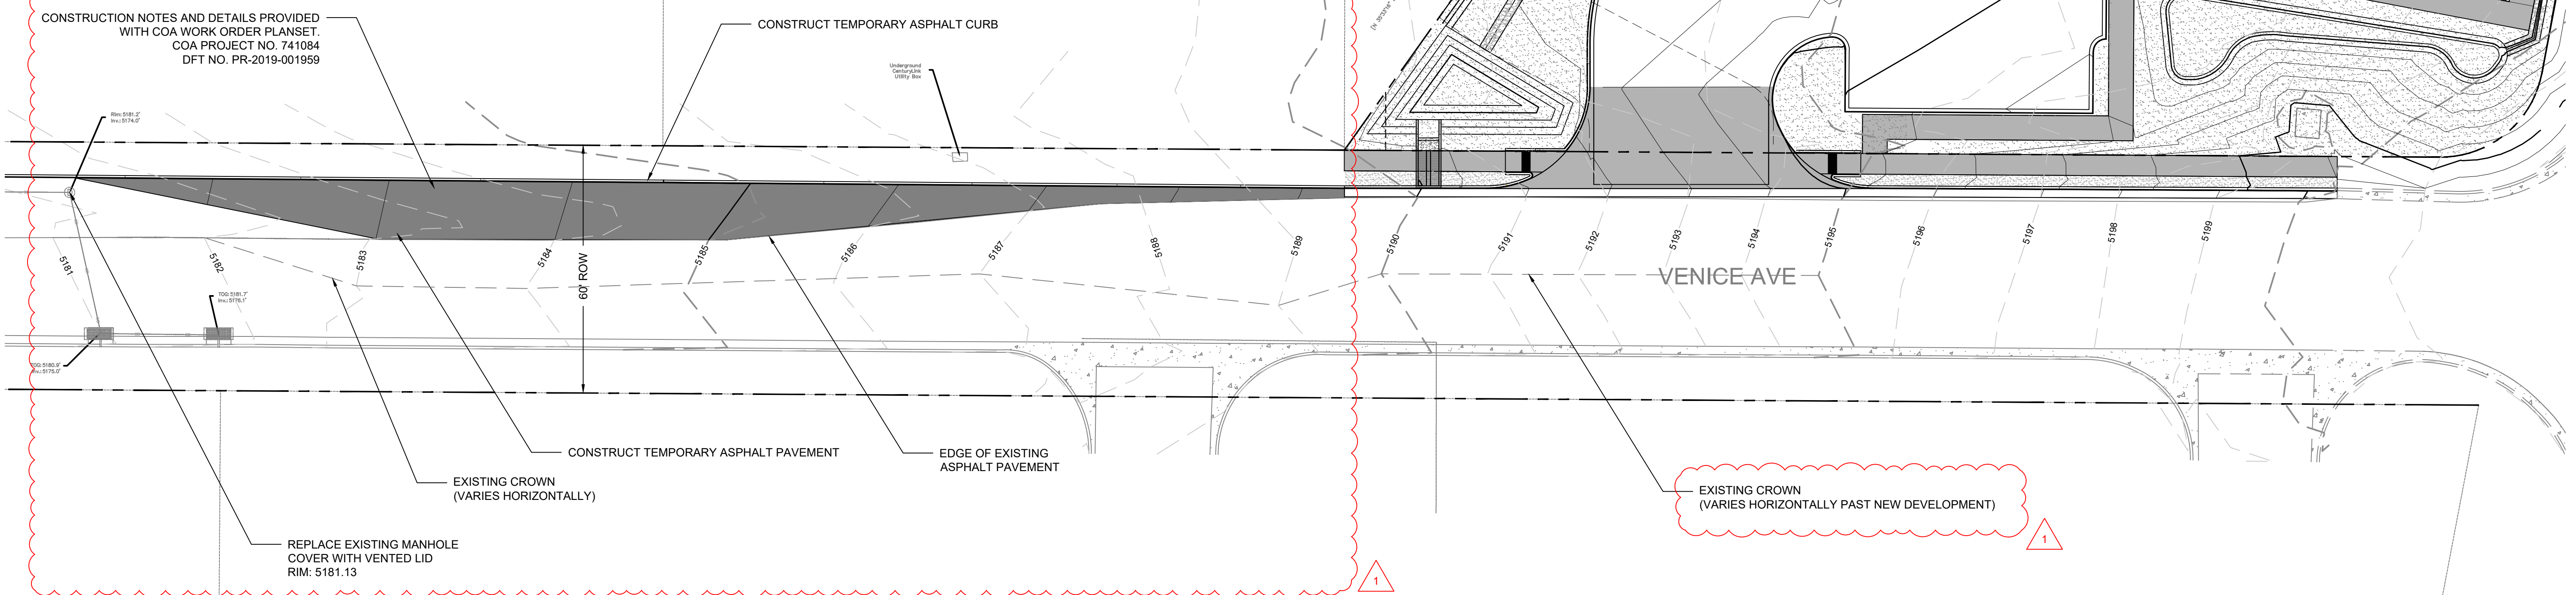 CONSTRUCTION NOTES AND DETAILS PROVIDED
WITH COA WORK ORDER PLANSET.
COA PROJECT NO. 741084
DFT NO. PR-2019-001959
CONSTRUCT TEMPORARY ASPHALT CURB
Underground
CenturyLink
Utility Box
Rim: 5181.2'
Inv.: 5174.0'
5181
5182
5183
5184
5185
5186
5187
5188
5189
5190
5191
5192
5193
5194
5195
5196
5197
5198
5199
60' ROW
VENICE AVE
TOG: 5181.7'
Inv.: 5176.1'
TOG: 5180.9'
Inv.: 5175.0'
CONSTRUCT TEMPORARY ASPHALT PAVEMENT
EDGE OF EXISTING
ASPHALT PAVEMENT
EXISTING CROWN
(VARIES HORIZONTALLY)
EXISTING CROWN
(VARIES HORIZONTALLY PAST NEW DEVELOPMENT)
1
REPLACE EXISTING MANHOLE
COVER WITH VENTED LID
RIM: 5181.13
1